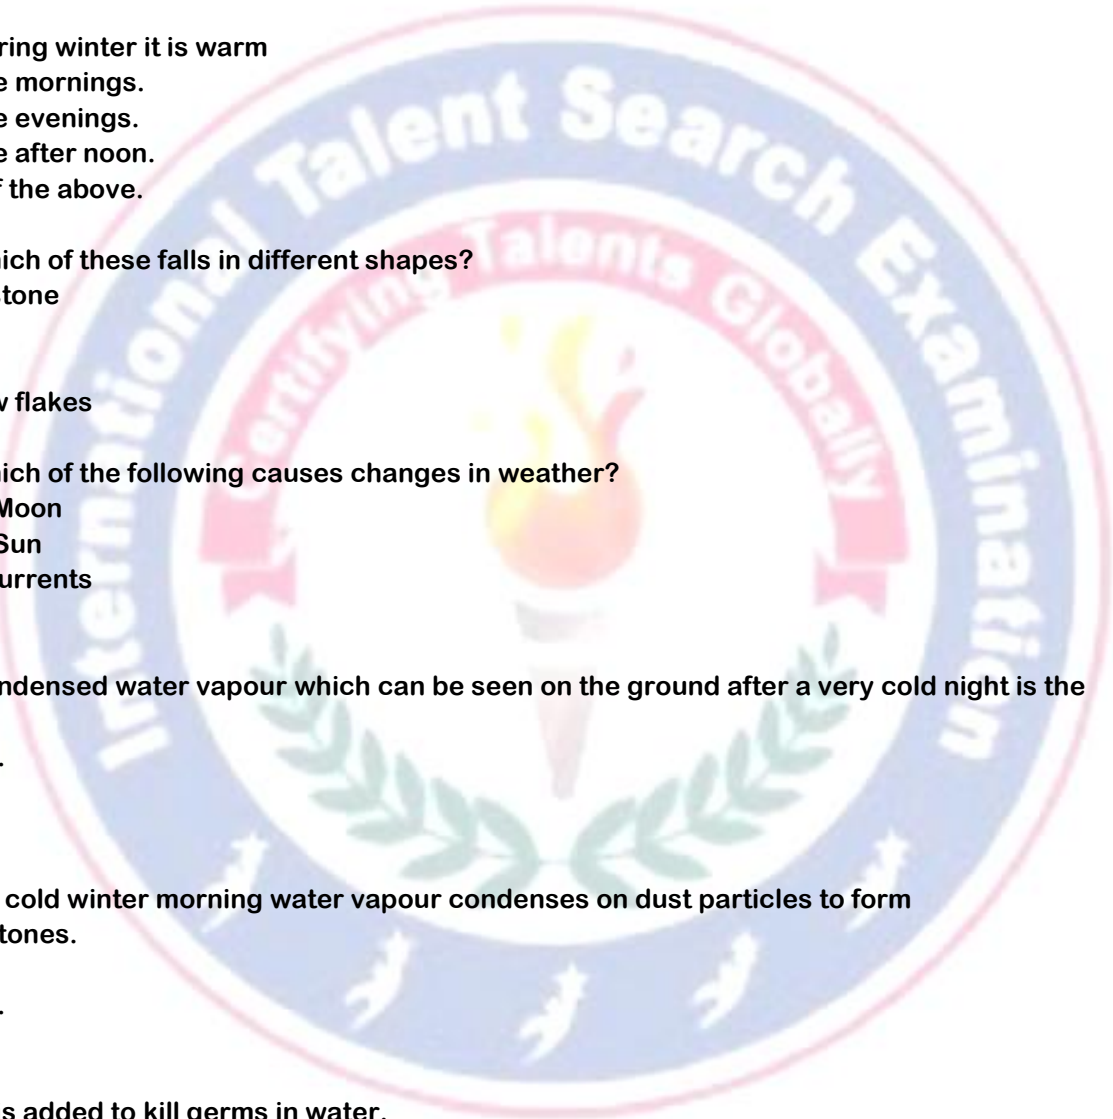 ring winter it is warm
e mornings.
e evenings.
e after noon.
f the above.
ich of these falls in different shapes?
tone
w flakes
ich of the following causes changes in weather?
Moon
Sun
urrents
ndensed water vapour which can be seen on the ground after a very cold night is the
.
cold winter morning water vapour condenses on dust particles to form
tones.
.
s added to kill germs in water.
International Talent Search Examination
Certifying Talents Globally